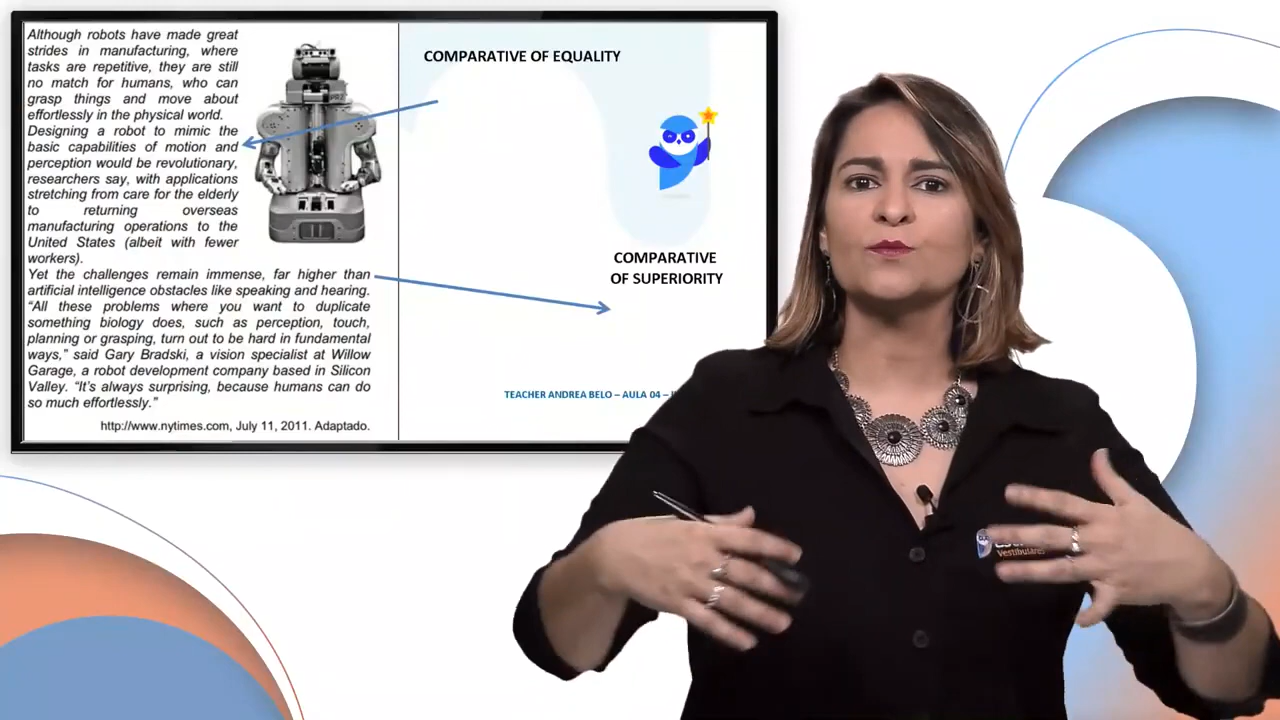 Although robots have made great
strides in manufacturing, where
tasks are repetitive, they are still
no match for humans, who can
grasp things and move about
effortlessly in the physical world.
Designing a robot to mimic the
basic capabilities of motion and
perception would be revolutionary,
researchers say, with applications
stretching from care for the elderly
to returning overseas
manufacturing operations to the
United States (albeit with fewer
workers).
Yet the challenges remain immense, far higher than
artificial intelligence obstacles like speaking and hearing.
“All these problems where you want to duplicate
something biology does, such as perception, touch,
planning or grasping, turn out to be hard in fundamental
ways,” said Gary Bradski, a vision specialist at Willow
Garage, a robot development company based in Silicon
Valley. “It’s always surprising, because humans can do
so much effortlessly.”
http://www.nytimes.com, July 11, 2011. Adaptado.
COMPARATIVE OF EQUALITY
COMPARATIVE
OF SUPERIORITY
TEACHER ANDREA BELO – AULA 04 –
Vestibulares